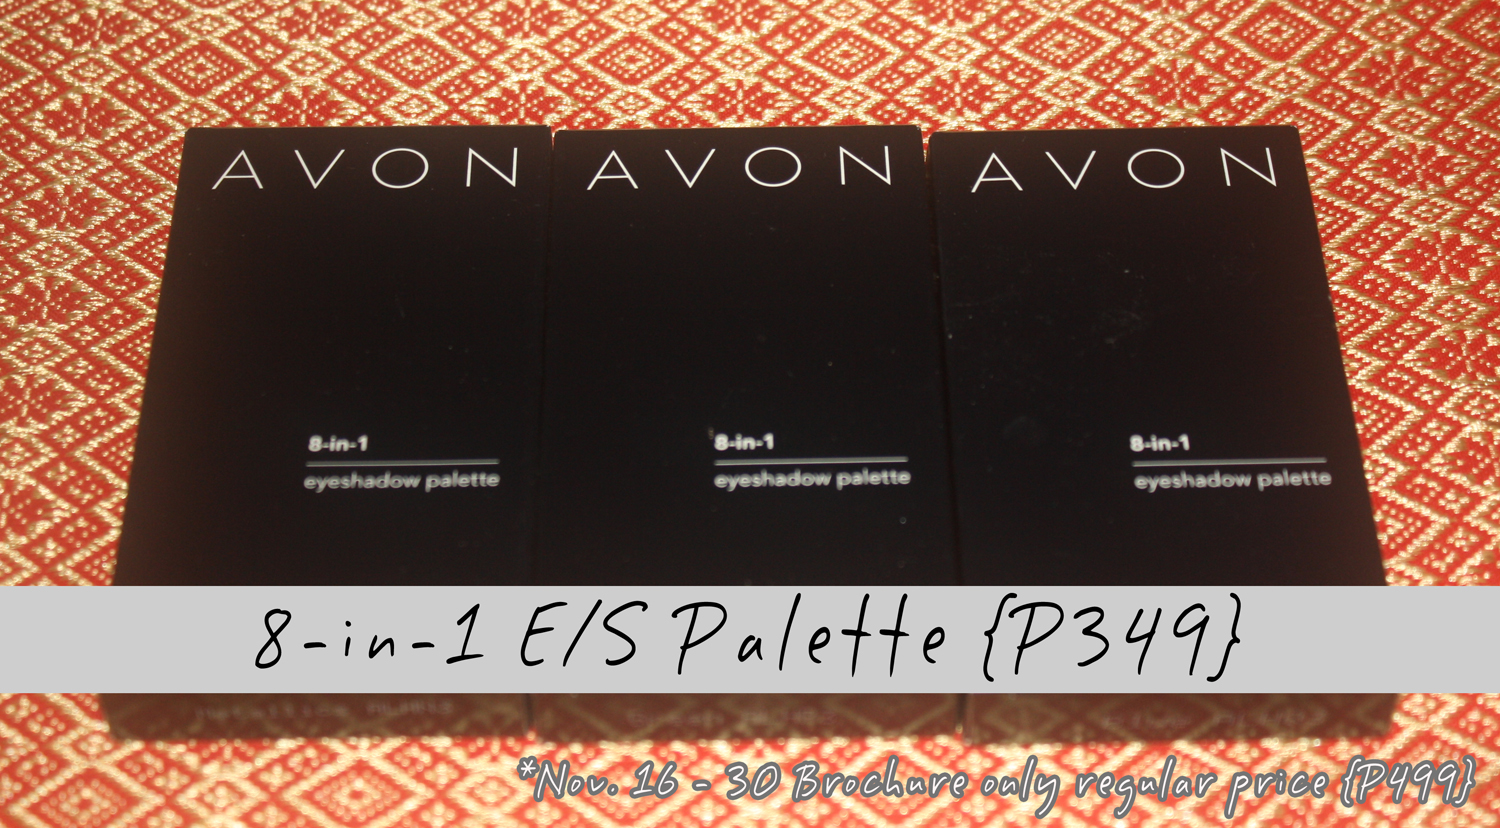 AVON AVON AVON
8-in-1 8-in-1 8-in-1
eyeshadow palette eyeshadow palette eyeshadow palette
8-in-1 E/S Palette {P349}
*Nov. 16 - 30 Brochure only regular price {P499}